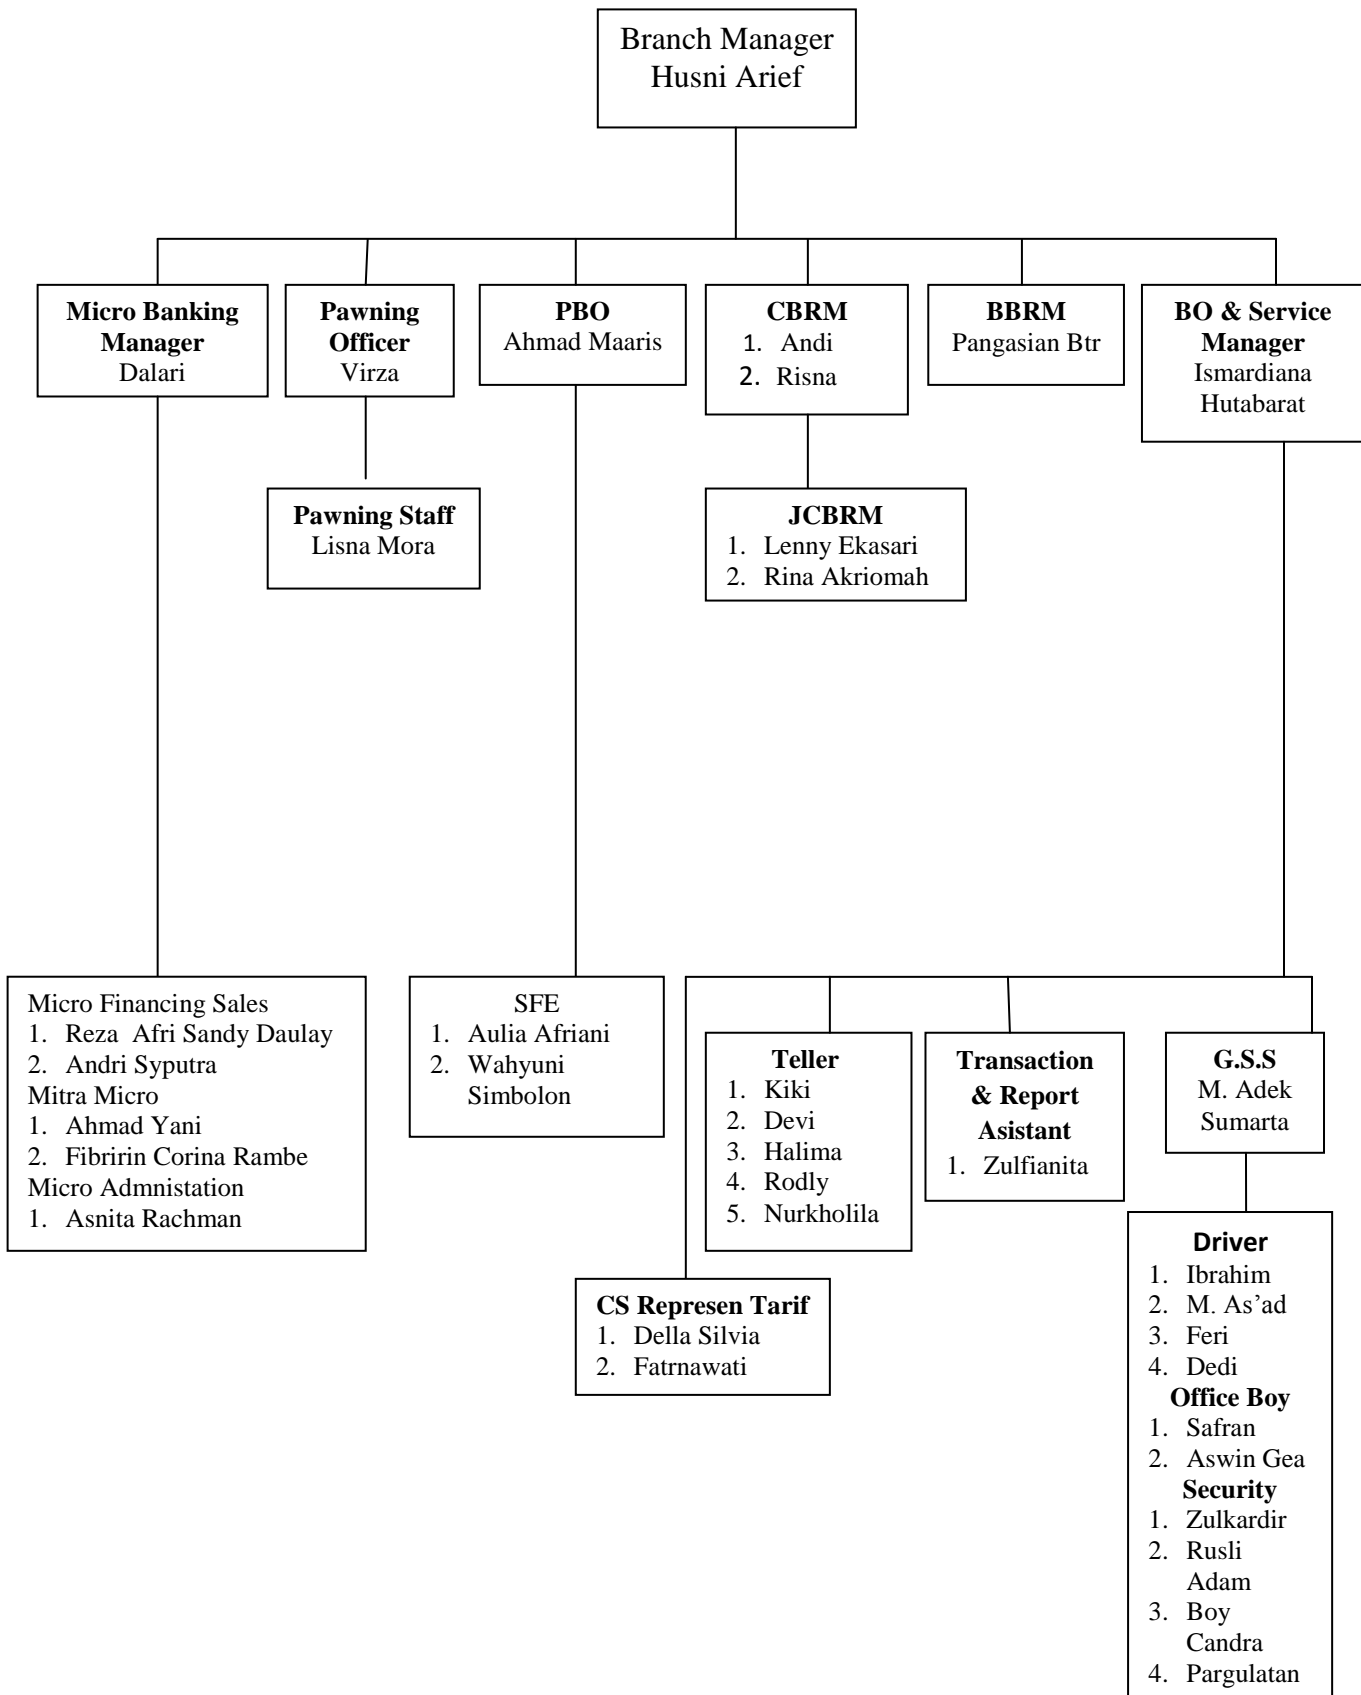 Branch Manager
Husni Arief
Micro Banking
Manager
Dalari
Pawning
Officer
Virza
PBO
Ahmad Maaris
CBRM
1. Andi
2. Risna
BBRM
Pangasian Btr
BO & Service
Manager
Ismardiana
Hutabarat
Pawning Staff
Lisna Mora
JCBRM
1. Lenny Ekasari
2. Rina Akriomah
Micro Financing Sales
1. Reza Afri Sandy Daulay
2. Andri Syputra
Mitra Micro
1. Ahmad Yani
2. Fibririn Corina Rambe
Micro Admnistation
1. Asnita Rachman
SFE
1. Aulia Afriani
2. Wahyuni
Simbolon
Teller
1. Kiki
2. Devi
3. Halima
4. Rodly
5. Nurkholila
Transaction
& Report
Asistant
1. Zulfianita
G.S.S
M. Adek
Sumarta
CS Represen Tarif
1. Della Silvia
2. Fatrnawati
Driver
1. Ibrahim
2. M. As’ad
3. Feri
4. Dedi
Office Boy
1. Safran
2. Aswin Gea
Security
1. Zulkardir
2. Rusli
Adam
3. Boy
Candra
4. Pargulatan